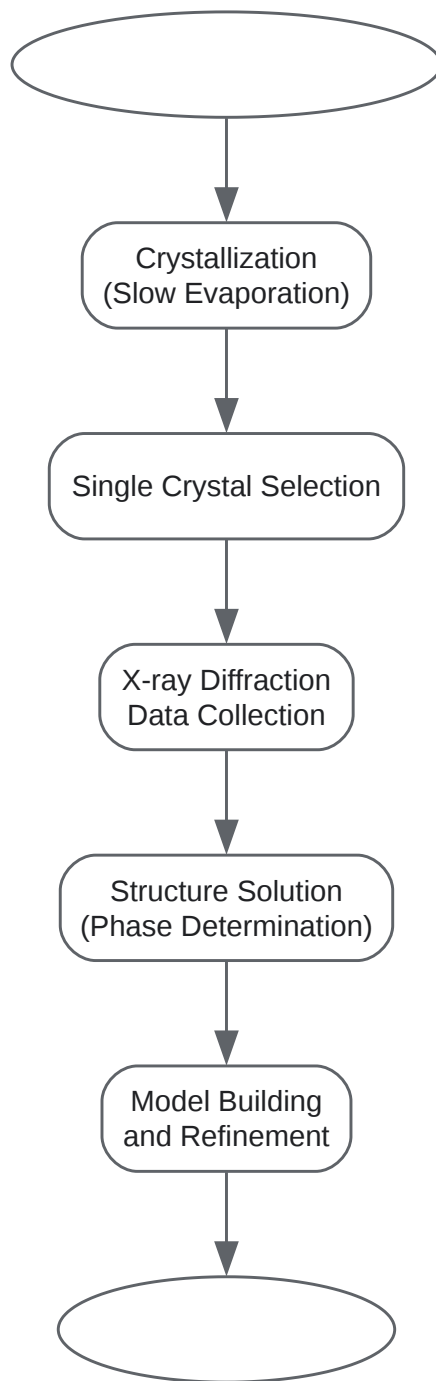 Crystallization
(Slow Evaporation)
Single Crystal Selection
X-ray Diffraction
Data Collection
Structure Solution
(Phase Determination)
Model Building
and Refinement